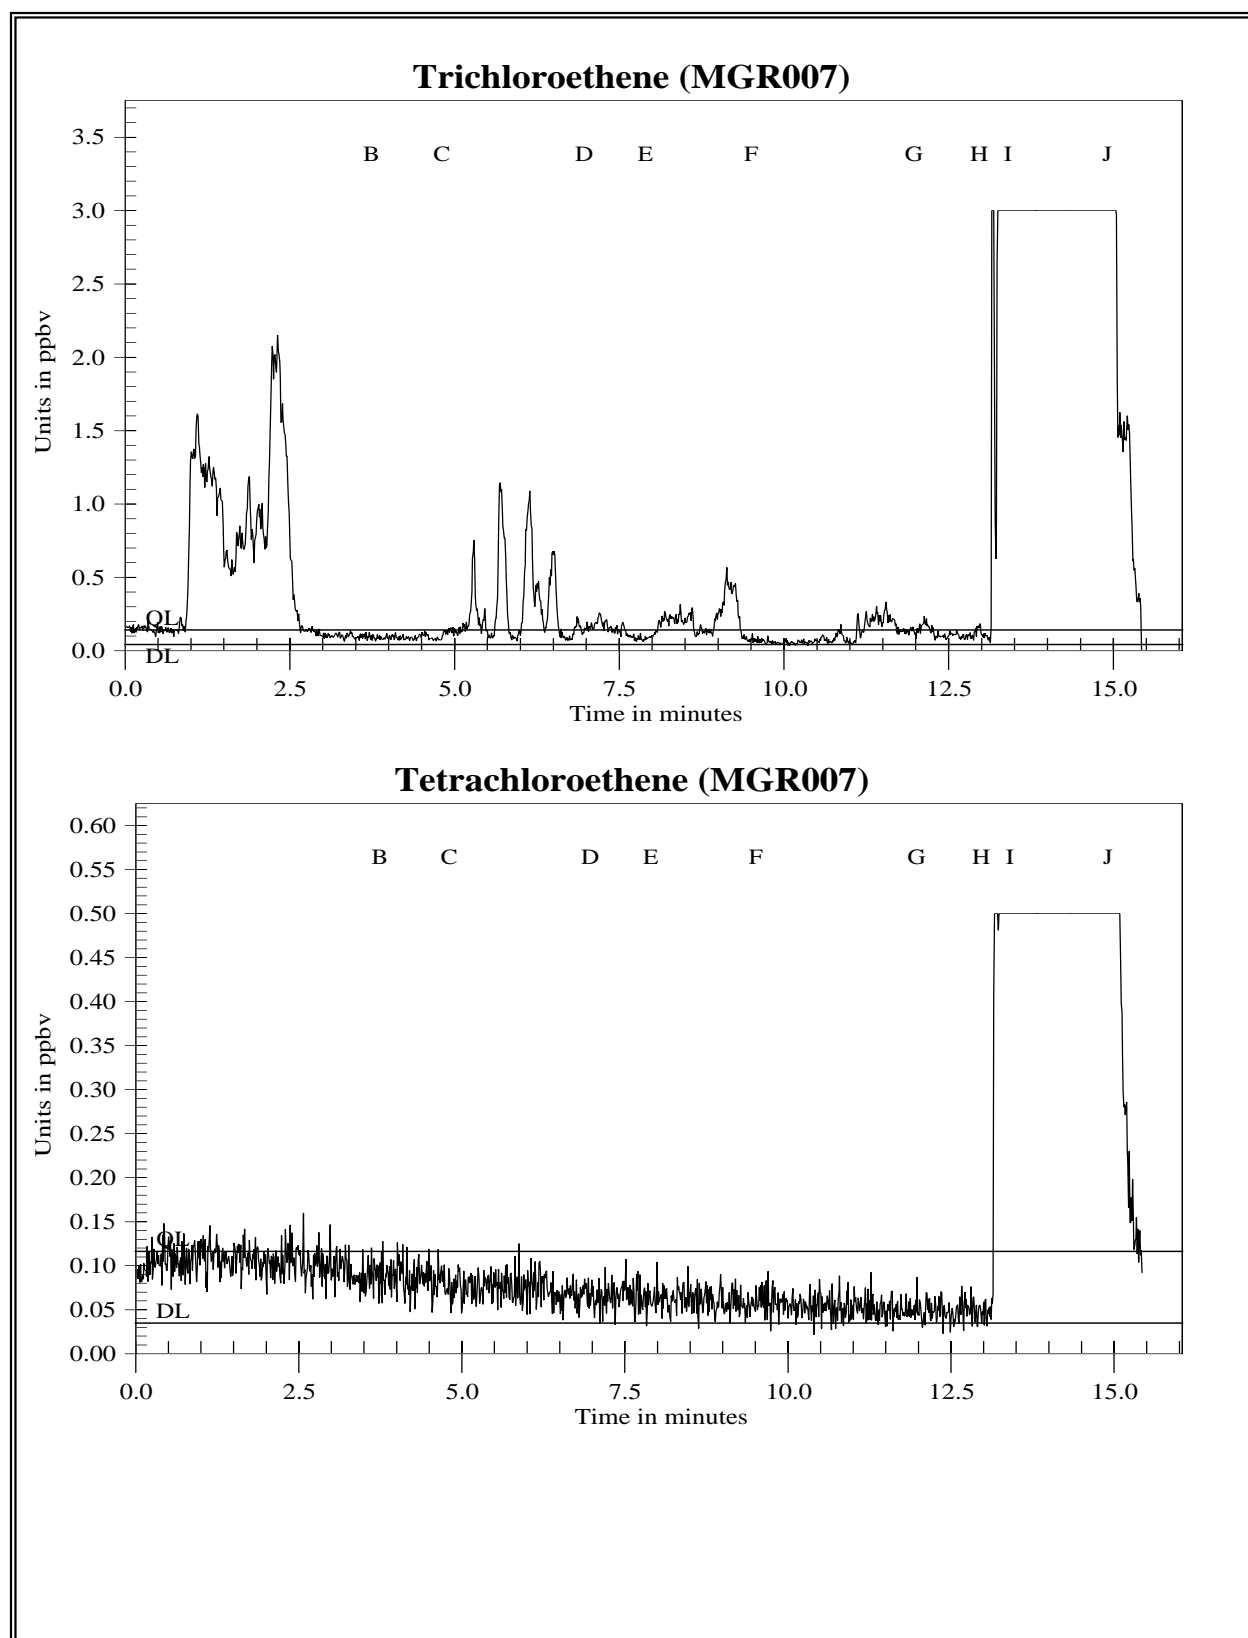 Trichloroethene (MGR007)
3.5
B C D E F G H I J
3.0
2.5
2.0
1.5
1.0
0.5
QL
0.0
DL
0.0 2.5 5.0 7.5 10.0 12.5 15.0
Time in minutes
Units in ppbv
Tetrachloroethene (MGR007)
0.60
B C D E F G H I J
0.55
0.50
0.45
0.40
0.35
0.30
0.25
0.20
0.15
QL
0.10
0.05
DL
0.00
0.0 2.5 5.0 7.5 10.0 12.5 15.0
Time in minutes
Units in ppbv